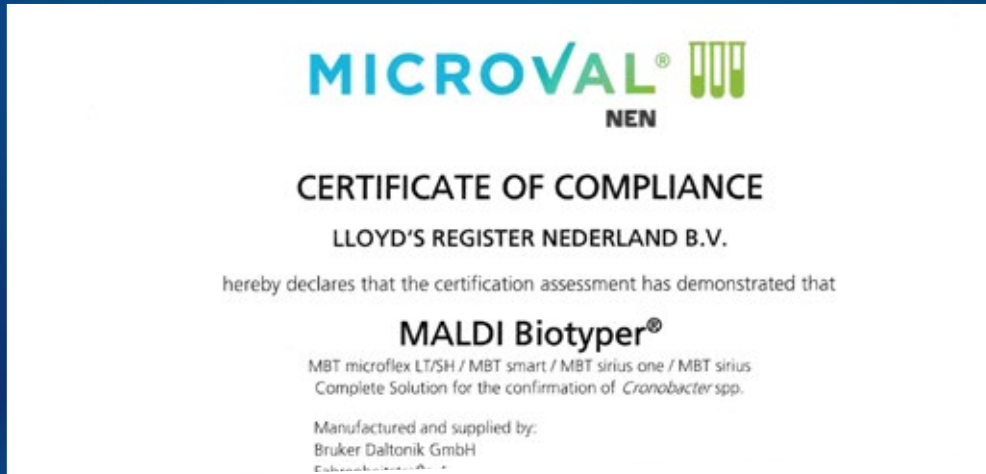 MICROVAL®
NEN
CERTIFICATE OF COMPLIANCE
LLOYD'S REGISTER NEDERLAND B.V.
hereby declares that the certification assessment has demonstrated that
MALDI Biotyper®
MBT microflex LT/SH / MBT smart / MBT sirius one / MBT sirius
Complete Solution for the confirmation of Cronobacter spp.
Manufactured and supplied by:
Bruker Daltonik GmbH